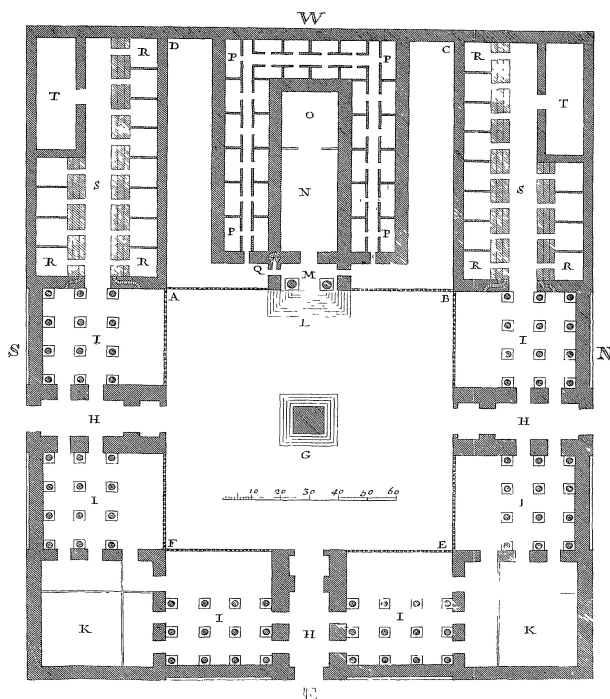 W
R D P P C R
T O T
S N S
R R P P R R
Q M
A B
L
S I I N
H H
G
10 20 30 40 50 60
I J
F E
I I
K H K
E